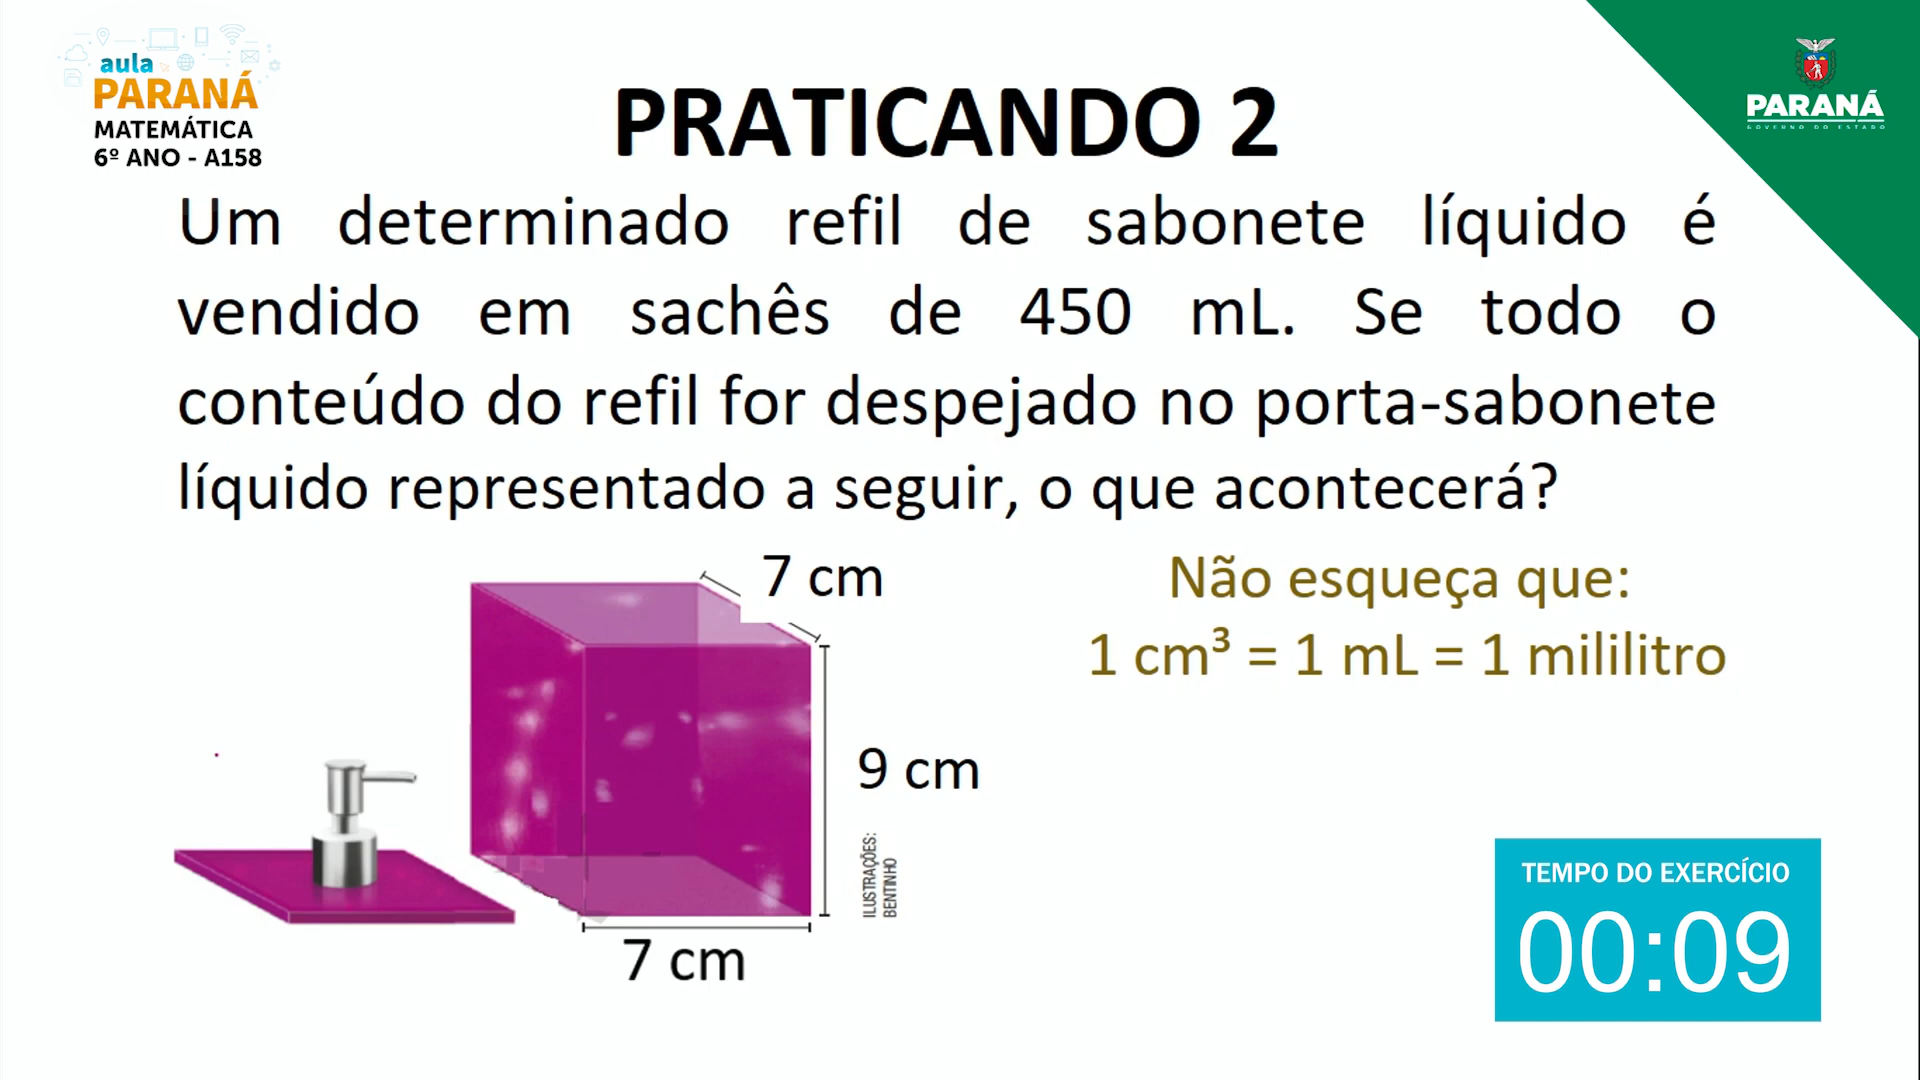 aula
PARANÁ
MATEMÁTICA
6º ANO - A158
PRATICANDO 2
PARANÁ
GOVERNO DO ESTADO
Um determinado refil de sabonete líquido é
vendido em sachês de 450 mL. Se todo o
conteúdo do refil for despejado no porta-sabonete
líquido representado a seguir, o que acontecerá?
7 cm
9 cm
7 cm
ILUSTRAÇÕES:
BENTINHO
Não esqueça que:
1 cm³ = 1 mL = 1 mililitro
TEMPO DO EXERCÍCIO
00:09